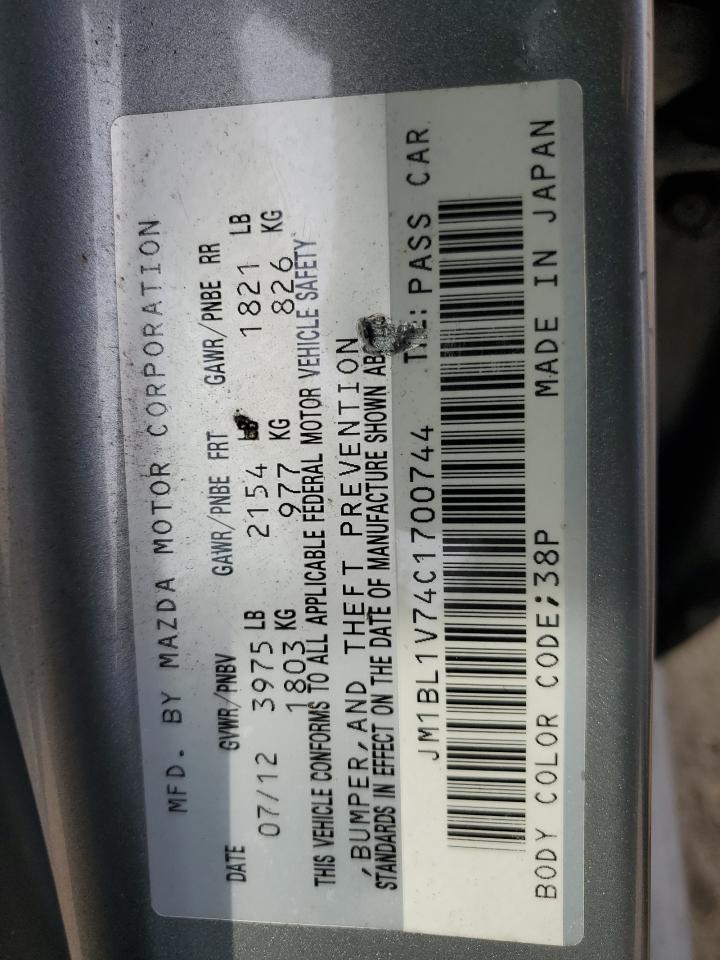 MFD. BY MAZDA MOTOR CORPORATION
DATE GVWR/PNBV GAWR/PNBE FRT GAWR/PNBE RR
07/12 3975 LB 2154 LB 1821 LB
1803 KG 977 KG 826 KG
THIS VEHICLE CONFORMS TO ALL APPLICABLE FEDERAL MOTOR VEHICLE SAFETY
,BUMPER,AND THEFT PREVENTION
STANDARDS IN EFFECT ON THE DATE OF MANUFACTURE SHOWN
JM1BL1V74C1700744 PASS CAR
BODY COLOR CODE;38P MADE IN JAPAN